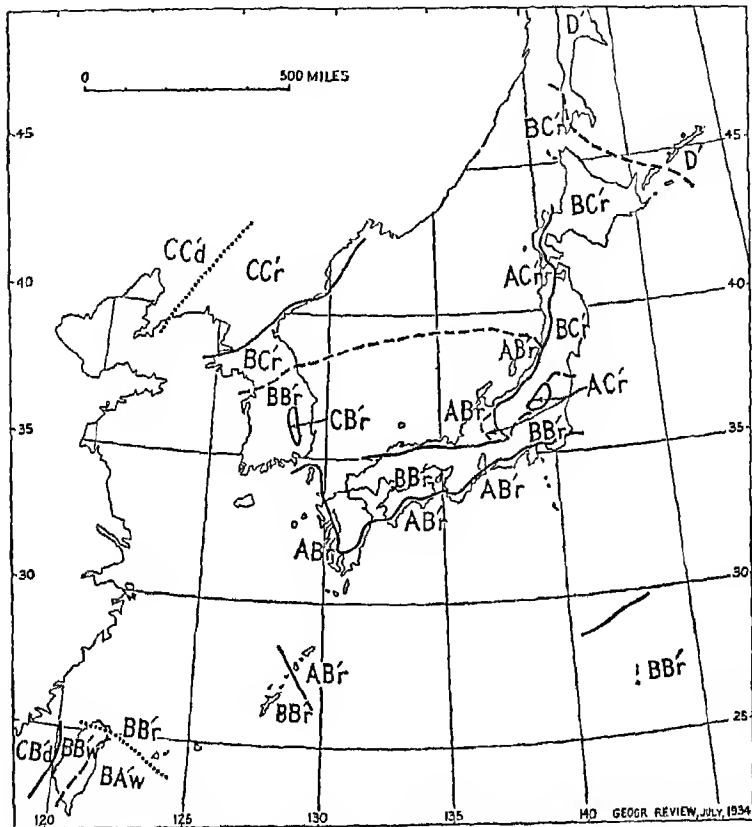 D'
0 500 MILES
BC'r
45
45
D'
BC'r
CC'd
CC'r
AC'r
40
40
BC'r
AB'r
BC'r
BB'r
AC'r
AB'r
CB'r
35
35
BB'r
BB'r
AB'r
AB'r
AB
30
30
AB'r
BB'r
BB'r
BB'r
25
CB'd
BB'w
BA'w
120 125 130 135 140
GEOGR REVIEW, JULY, 1934